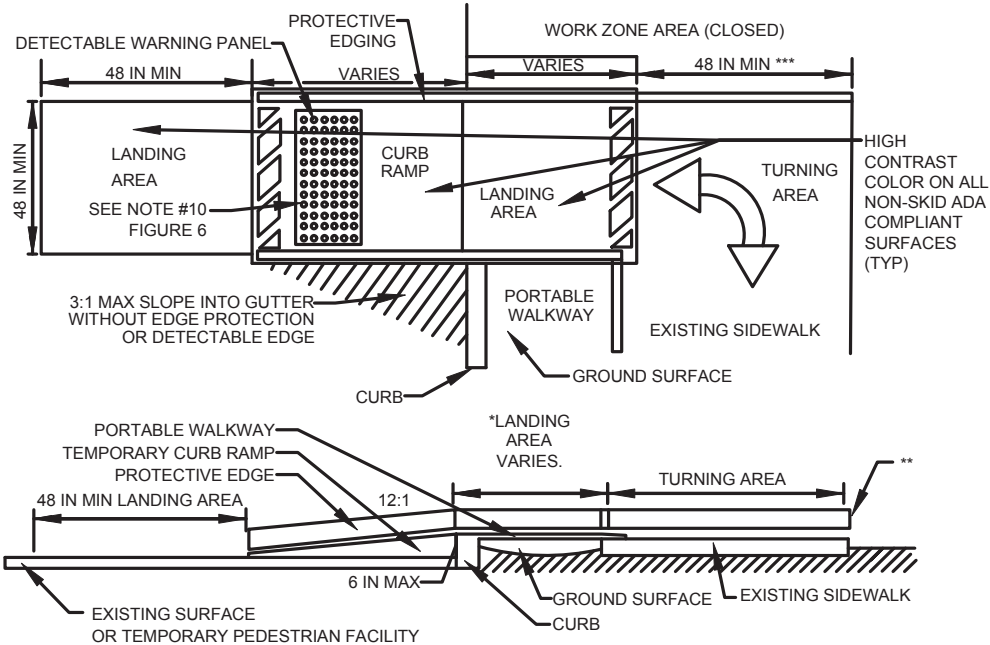 WORK ZONE AREA (CLOSED)
PROTECTIVE
EDGING
DETECTABLE WARNING PANEL
48 IN MIN
VARIES
VARIES
48 IN MIN ***
48 IN MIN
LANDING
AREA
SEE NOTE #10
FIGURE 6
CURB
RAMP
LANDING
AREA
TURNING
AREA
HIGH
CONTRAST
COLOR ON ALL
NON-SKID ADA
COMPLIANT
SURFACES
(TYP)
3:1 MAX SLOPE INTO GUTTER
WITHOUT EDGE PROTECTION
OR DETECTABLE EDGE
PORTABLE
WALKWAY
EXISTING SIDEWALK
GROUND SURFACE
CURB
PORTABLE WALKWAY
TEMPORARY CURB RAMP
PROTECTIVE EDGE
48 IN MIN LANDING AREA
12:1
*LANDING
AREA
VARIES.
TURNING AREA
**
6 IN MAX
GROUND SURFACE
EXISTING SIDEWALK
CURB
EXISTING SURFACE
OR TEMPORARY PEDESTRIAN FACILITY